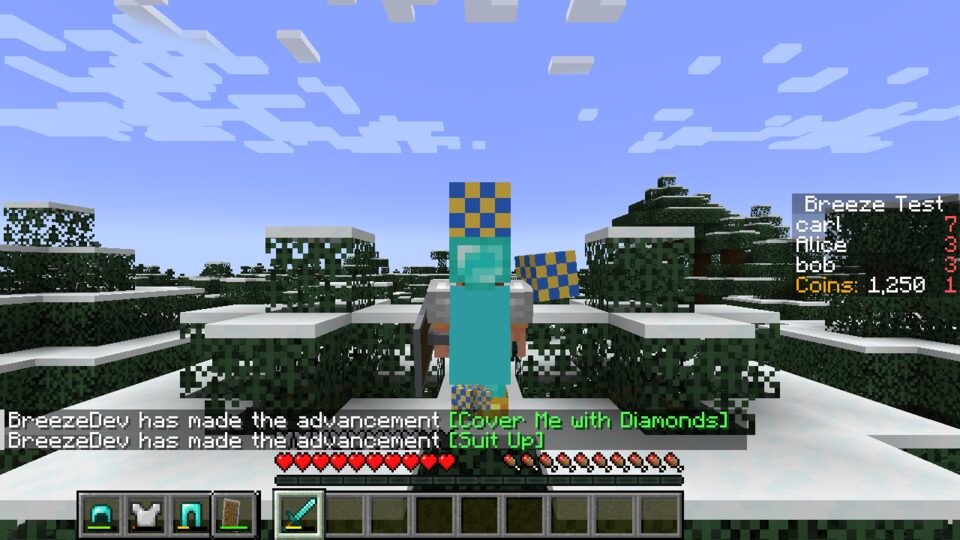 Breeze Test
carl 7
Alice 3
bob 3
Coins: 1,250 1
BreezeDev has made the advancement [Cover Me with Diamonds]
BreezeDev has made the advancement [Suit Up]